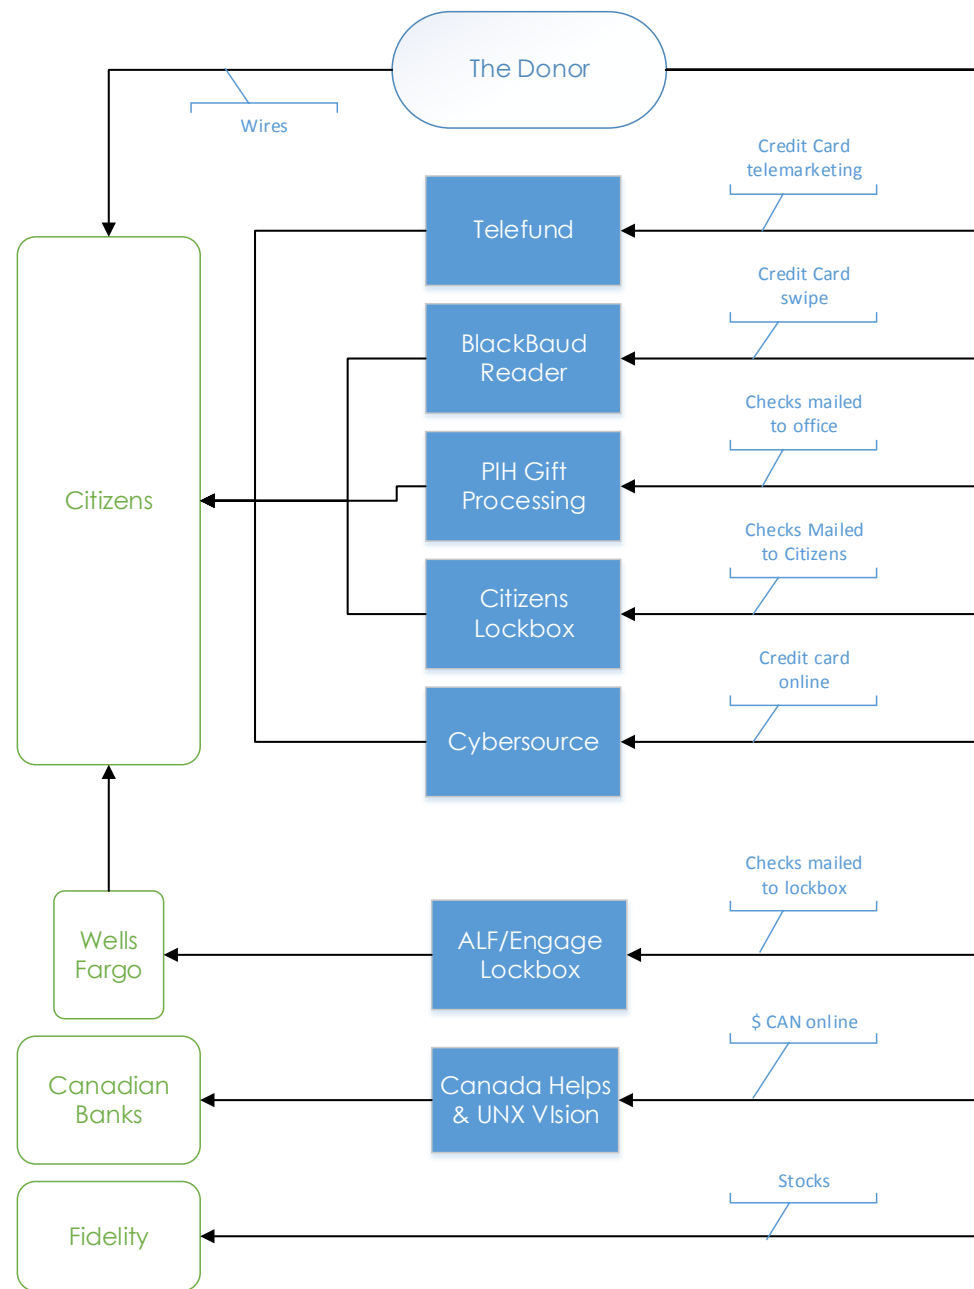 The Donor
Wires
Credit Card
telemarketing
Telefund
Credit Card
swipe
BlackBaud
Reader
Checks mailed
to office
PIH Gift
Processing
Citizens
Checks Mailed
to Citizens
Citizens
Lockbox
Credit card
online
Cybersource
Checks mailed
to lockbox
Wells
Fargo
ALF/Engage
Lockbox
$ CAN online
Canadian
Banks
Canada Helps
& UNX VIsion
Stocks
Fidelity